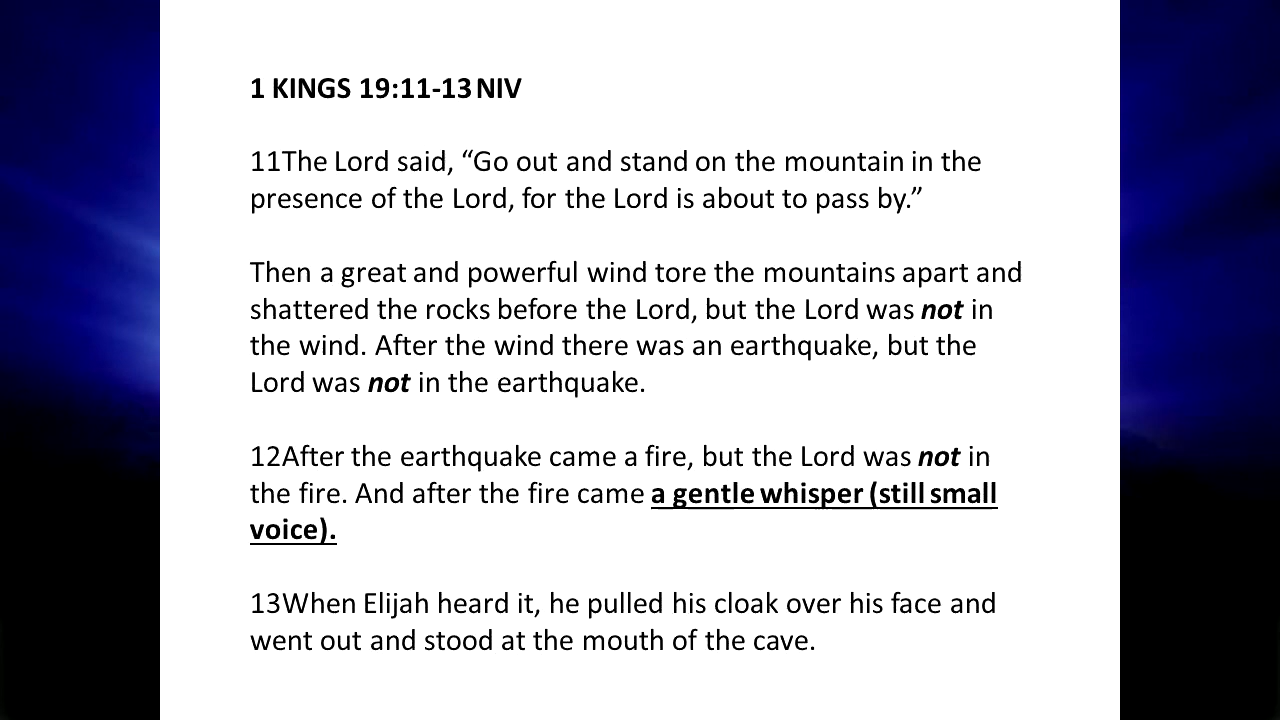 1 KINGS 19:11-13 NIV
11The Lord said, “Go out and stand on the mountain in the
presence of the Lord, for the Lord is about to pass by.”
Then a great and powerful wind tore the mountains apart and
shattered the rocks before the Lord, but the Lord was not in
the wind. After the wind there was an earthquake, but the
Lord was not in the earthquake.
12After the earthquake came a fire, but the Lord was not in
the fire. And after the fire came a gentle whisper (still small
voice).
13When Elijah heard it, he pulled his cloak over his face and
went out and stood at the mouth of the cave.